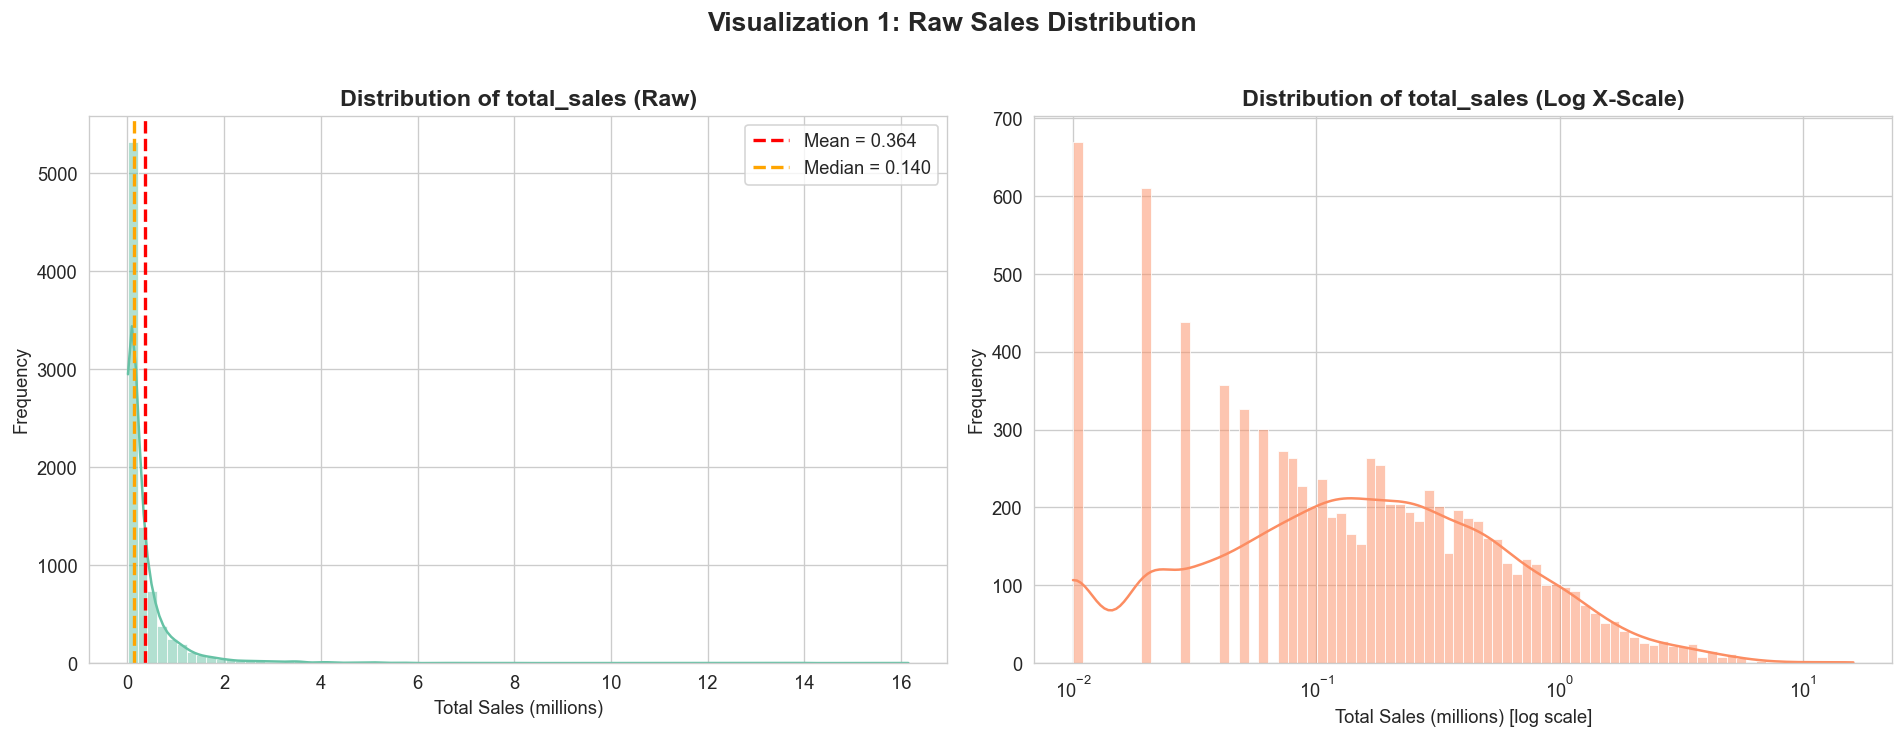 Visualization 1: Raw Sales Distribution
Distribution of total_sales (Raw)
Mean = 0.364
Median = 0.140
Frequency
5000
4000
3000
2000
1000
0
0 2 4 6 8 10 12 14 16
Total Sales (millions)
Distribution of total_sales (Log X-Scale)
Frequency
700
600
500
400
300
200
100
0
10⁻² 10⁻¹ 10⁰ 10¹
Total Sales (millions) [log scale]